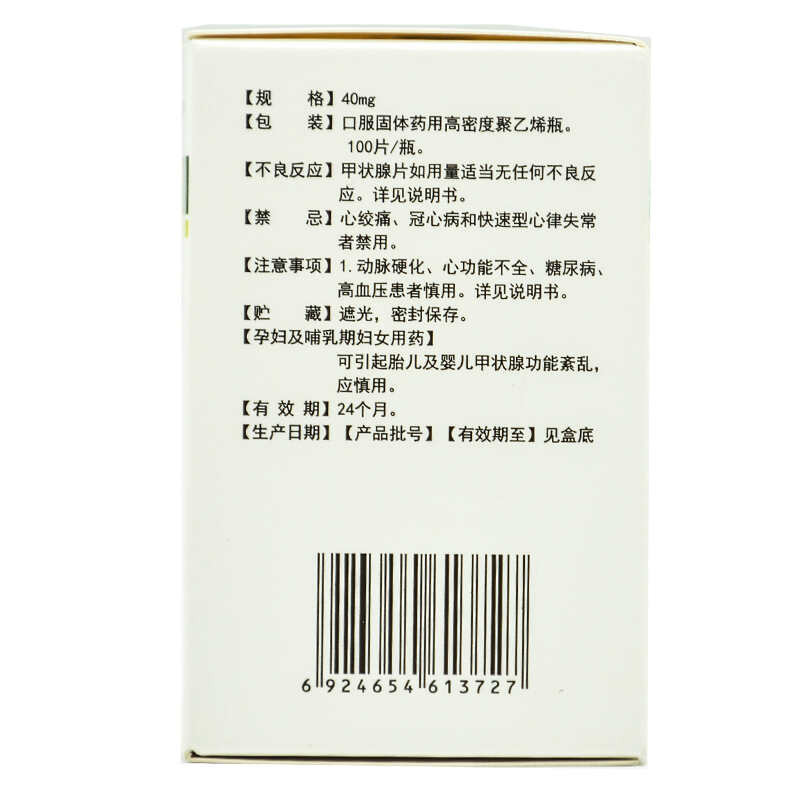 【规　　格】40mg
【包　　装】口服固体药用高密度聚乙烯瓶。
100片/瓶。
【不良反应】甲状腺片如用量适当无任何不良反
应。详见说明书。
【禁　　忌】心绞痛、冠心病和快速型心律失常
者禁用。
【注意事项】1.动脉硬化、心功能不全、糖尿病、
高血压患者慎用。详见说明书。
【贮　　藏】遮光，密封保存。
【孕妇及哺乳期妇女用药】
可引起胎儿及婴儿甲状腺功能紊乱，
应慎用。
【有 效 期】24个月。
【生产日期】【产品批号】【有效期至】见盒底
6 924654 613727